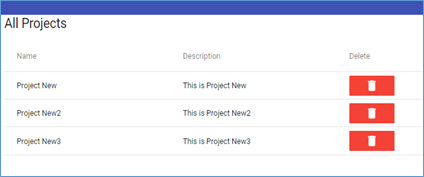 All Projects
Name Description Delete
Project New This is Project New
Project New2 This is Project New2
Project New3 This is Project New3